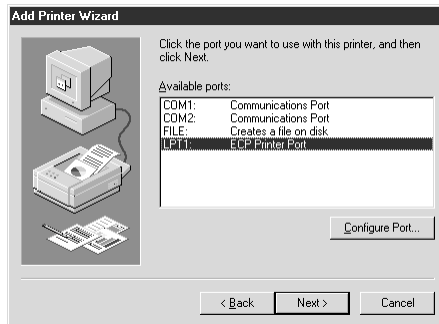 Add Printer Wizard
Click the port you want to use with this printer, and then
click Next.
Available ports:
COM1: Communications Port
COM2: Communications Port
FILE: Creates a file on disk
LPT1: ECP Printer Port
Configure Port...
< Back Next > Cancel